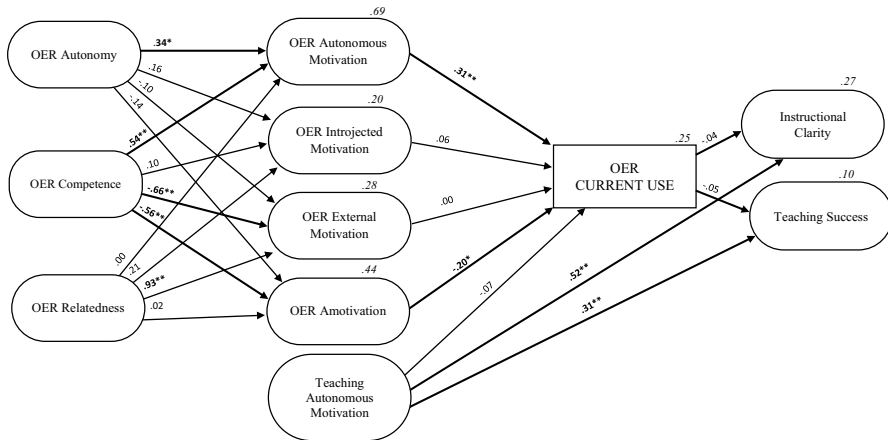 .69
OER Autonomy
.34*
OER Autonomous
Motivation
.16
-.10
-.14
.31**
.20
.27
OER Introjected
Motivation
.06
Instructional
Clarity
.54**
.10
.25
-.04
OER Competence
-.66**
-.56**
.28
OER
CURRENT USE
.10
OER External
Motivation
.00
-.05
Teaching Success
.00
.21
.93**
.02
.44
-.20*
OER Relatedness
OER Amotivation
-.07
.52**
.31**
Teaching
Autonomous
Motivation